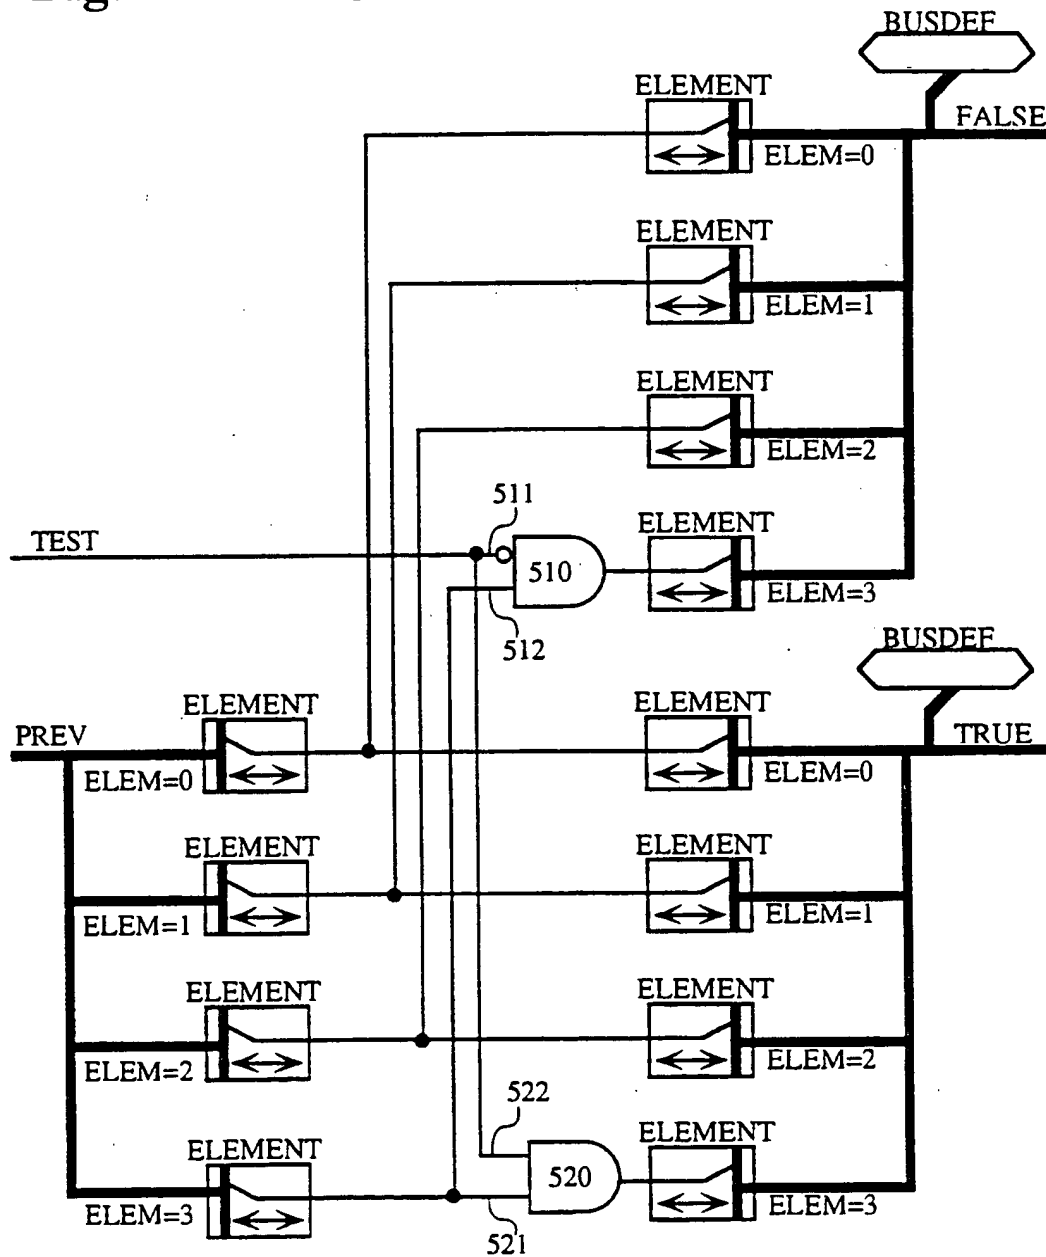 BUSDEF
ELEMENT
FALSE
ELEM=0
ELEMENT
ELEM=1
ELEMENT
ELEM=2
511
ELEMENT
TEST
510
ELEM=3
512
BUSDEF
ELEMENT
ELEMENT
PREV
TRUE
ELEM=0
ELEM=0
ELEMENT
ELEMENT
ELEM=1
ELEM=1
ELEMENT
ELEMENT
ELEM=2
ELEM=2
522
ELEMENT
ELEMENT
520
ELEM=3
ELEM=3
521